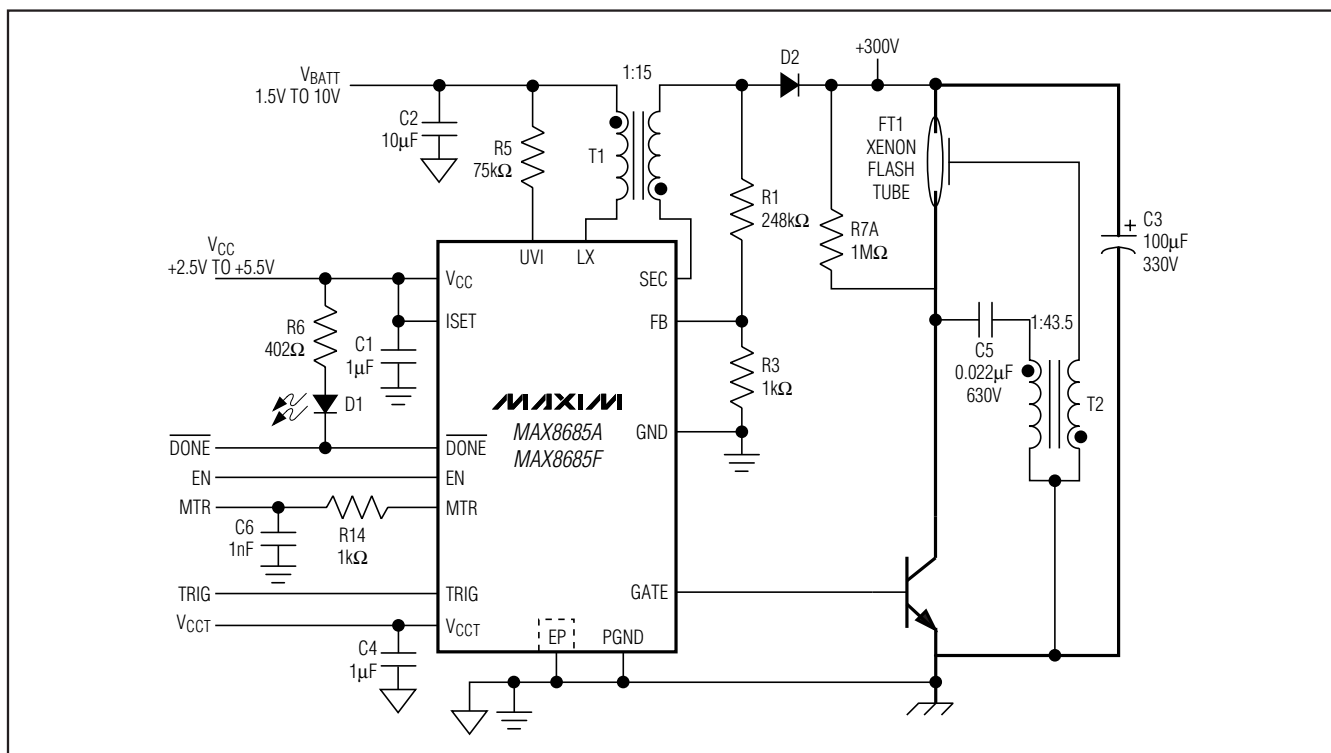 V_BATT
1.5V TO 10V
C2
10μF
R5
75kΩ
1:15
T1
D2
+300V
R1
248kΩ
R7A
1MΩ
FT1
XENON
FLASH
TUBE
+
C3
100μF
330V
V_CC
+2.5V TO +5.5V
R6
402Ω
C1
1μF
D1
UVI
LX
V_CC
ISET
SEC
FB
R3
1kΩ
GND
MAXIM
MAX8685A
MAX8685F
C5
0.022μF
630V
1:43.5
T2
DONE
DONE
EN
EN
MTR
MTR
C6
1nF
R14
1kΩ
TRIG
TRIG
V_CCT
V_CCT
C4
1μF
GATE
EP
PGND